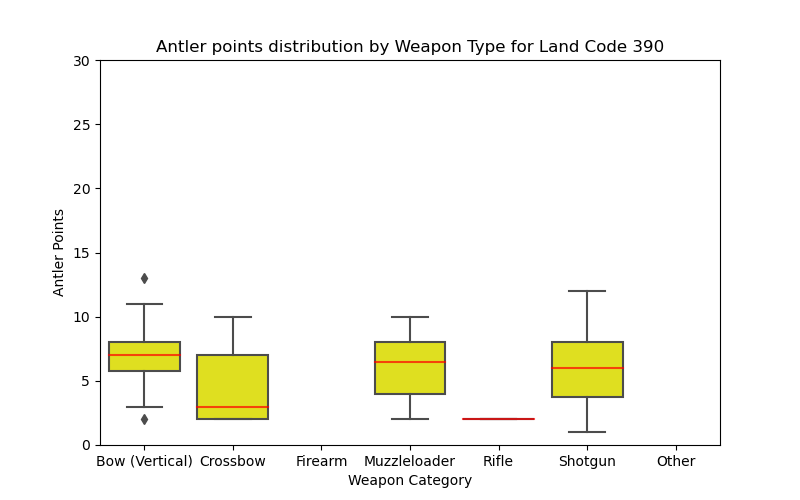 Antler points distribution by Weapon Type for Land Code 390
30
25
20
15
10
5
0
Antler Points
Bow (Vertical) Crossbow Firearm Muzzleloader Rifle Shotgun Other
Weapon Category